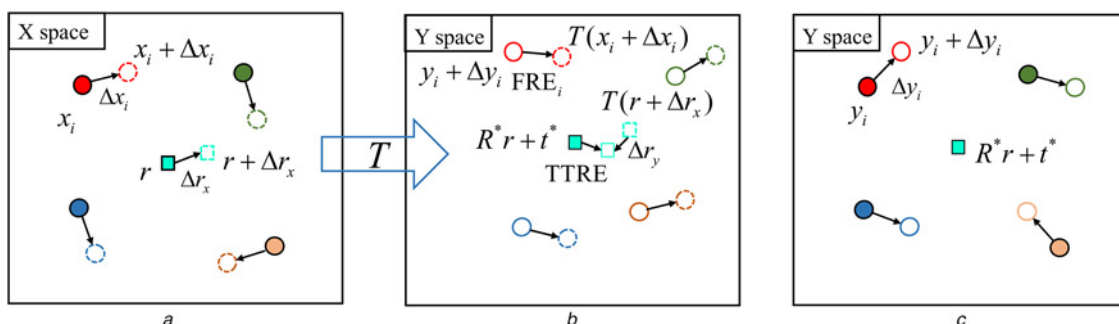 X space
x_i + Δx_i
Δx_i
x_i
r
Δr_x
r + Δr_x
a
T
Y space
T(x_i + Δx_i)
y_i + Δy_i
FRE_i
T(r + Δr_x)
R*r + t*
Δr_y
TTRE
b
Y space
y_i + Δy_i
Δy_i
y_i
R*r + t*
c